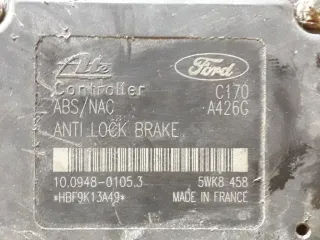 Ate
Ford
Controller C170
ABS/NAC A426G
ANTI LOCK BRAKE
10.0948-0105.3 5WK8 458
*HBF9K13A49* MADE IN FRANCE